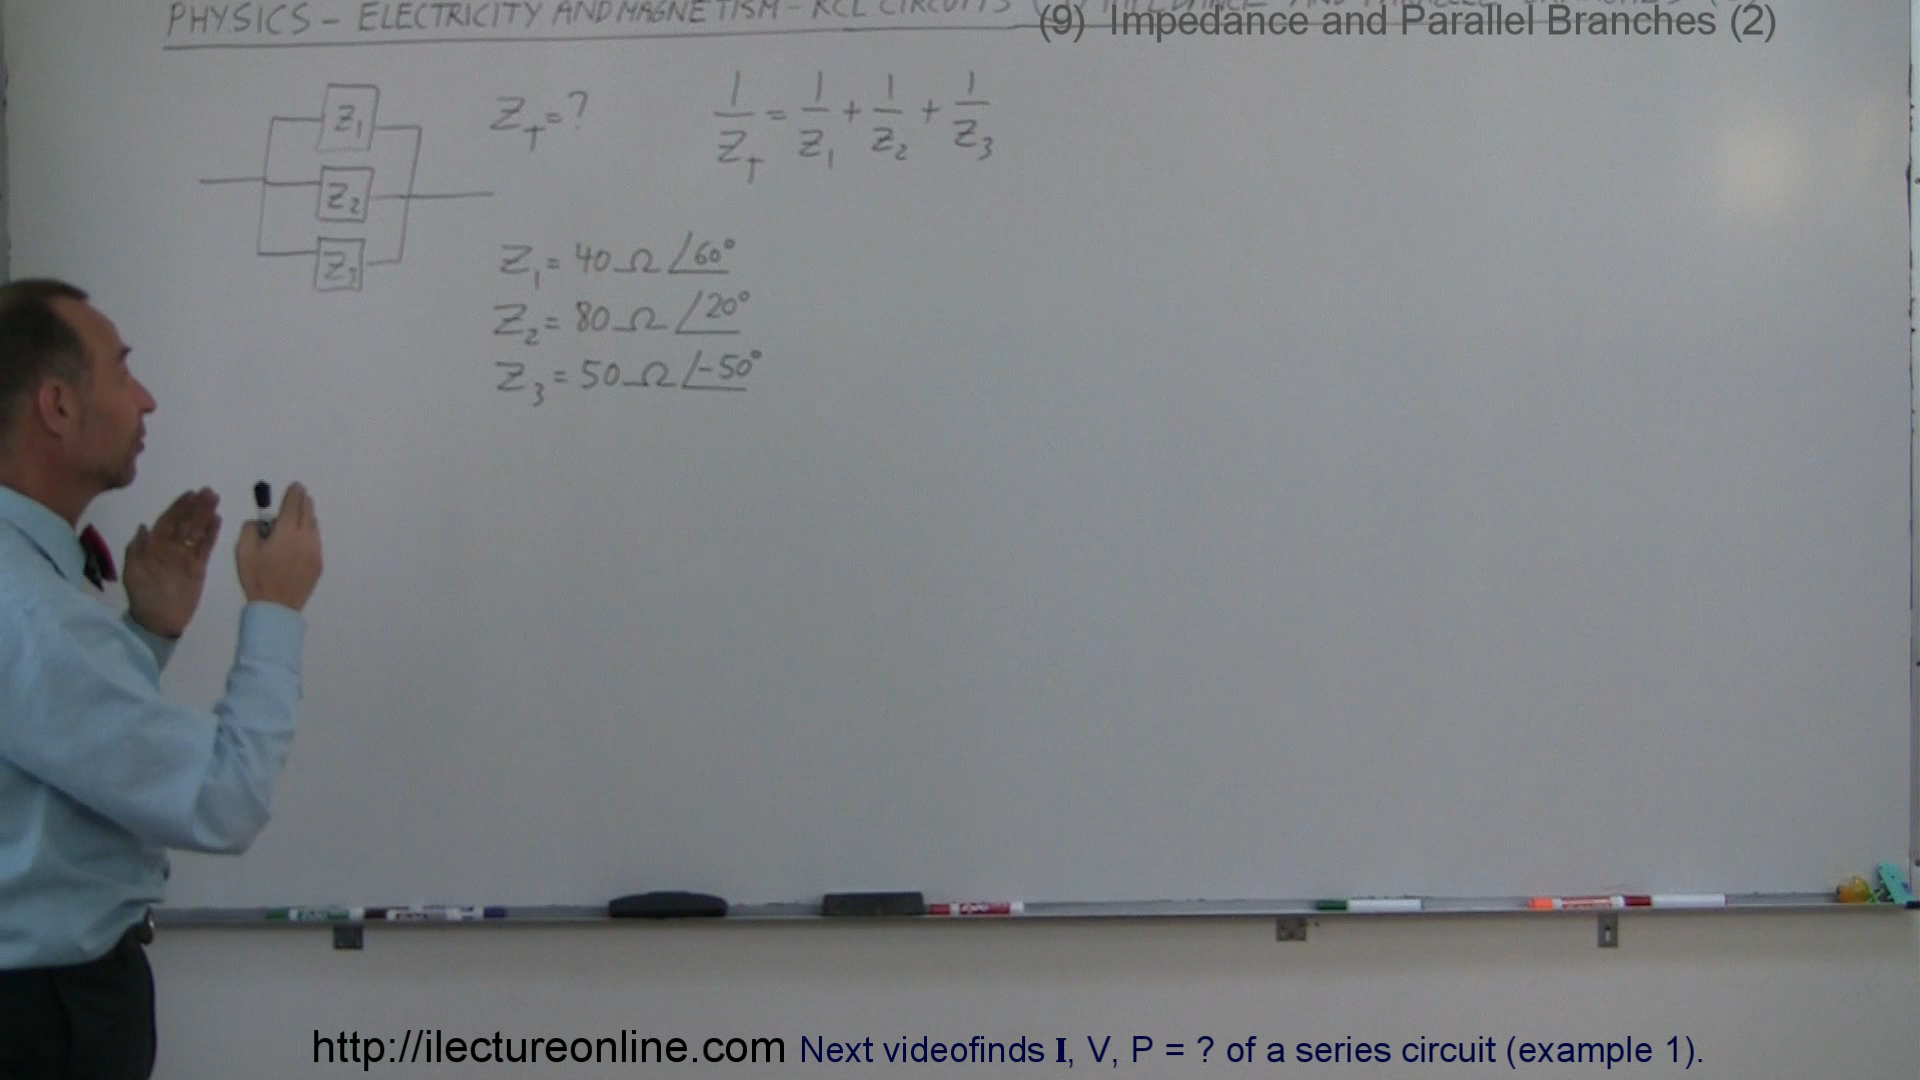 PHYSICS - ELECTRICITY AND MAGNETISM - RCL CIRCUITS
(9) Impedance and Parallel Branches (2)
Z1
Z2
Z3
ZT = ?
1/ZT = 1/Z1 + 1/Z2 + 1/Z3
Z1 = 40 Ω ∠60°
Z2 = 80 Ω ∠20°
Z3 = 50 Ω ∠-50°
http://ilectureonline.com Next videofinds I, V, P = ? of a series circuit (example 1).